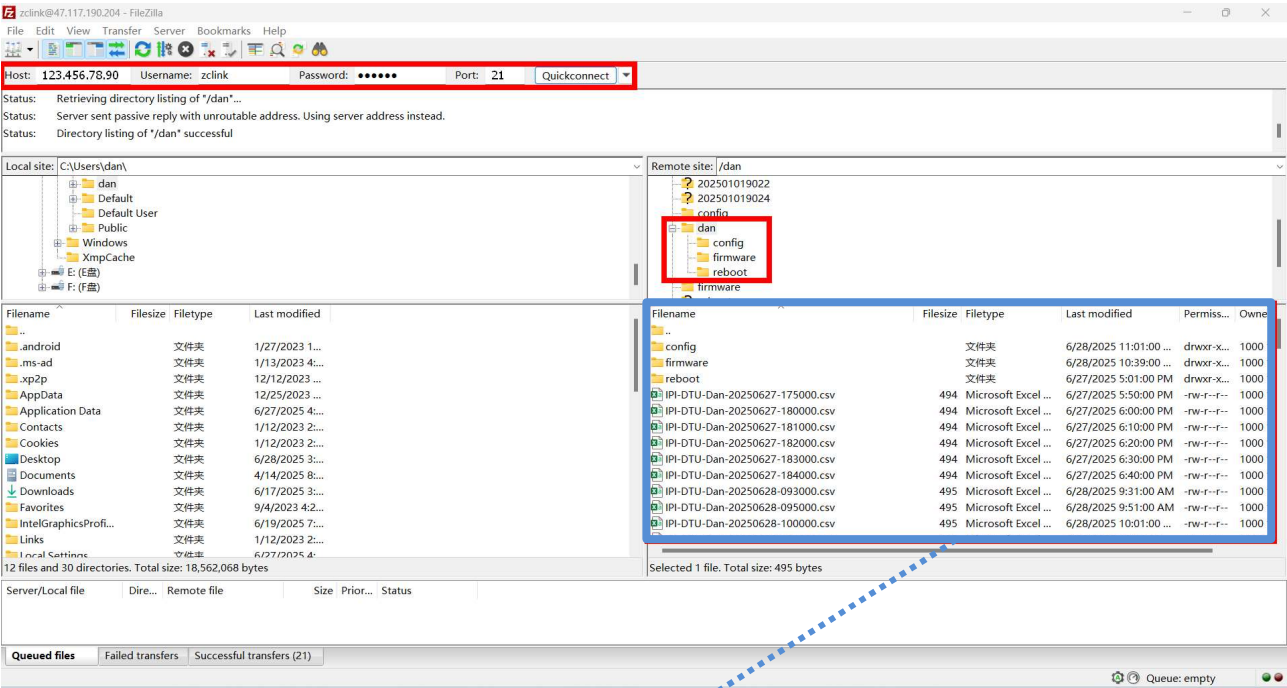 zclink@47.117.190.204 - FileZilla
File Edit View Transfer Server Bookmarks Help
Host: 123.456.78.90 Username: zclink Password: ●●●●●● Port: 21 Quickconnect
Status: Retrieving directory listing of "/dan"...
Status: Server sent passive reply with unroutable address. Using server address instead.
Status: Directory listing of "/dan" successful
Local site: C:\Users\dan\
dan
Default
Default User
Public
Windows
XmpCache
E: (E盘)
F: (F盘)
Remote site: /dan
202501019022
202501019024
config
dan
config
firmware
reboot
firmware
Filename Filesize Filetype Last modified
..
.android 文件夹 1/27/2023 1...
.ms-ad 文件夹 1/13/2023 4:...
.xp2p 文件夹 12/12/2023 ...
AppData 文件夹 12/25/2023 ...
Application Data 文件夹 6/27/2025 4:...
Contacts 文件夹 1/12/2023 2:...
Cookies 文件夹 1/12/2023 2:...
Desktop 文件夹 6/28/2025 3:...
Documents 文件夹 4/14/2025 8:...
Downloads 文件夹 6/17/2025 3:...
Favorites 文件夹 9/4/2023 4:2...
IntelGraphicsProfi... 文件夹 6/19/2025 7:...
Links 文件夹 1/12/2023 2:...
Local Settings 文件夹 6/27/2025 4:
12 files and 30 directories. Total size: 18,562,063 bytes
Filename Filesize Filetype Last modified Permiss... Owne
..
config 文件夹 6/28/2025 11:01:00 ... drwxr-x... 1000
firmware 文件夹 6/28/2025 10:39:00 ... drwxr-x... 1000
reboot 文件夹 6/27/2025 5:01:00 PM drwxr-x... 1000
IPI-DTU-Dan-20250627-175000.csv 494 Microsoft Excel ... 6/27/2025 5:50:00 PM -rw-r--r-- 1000
IPI-DTU-Dan-20250627-180000.csv 494 Microsoft Excel ... 6/27/2025 6:00:00 PM -rw-r--r-- 1000
IPI-DTU-Dan-20250627-181000.csv 494 Microsoft Excel ... 6/27/2025 6:10:00 PM -rw-r--r-- 1000
IPI-DTU-Dan-20250627-182000.csv 494 Microsoft Excel ... 6/27/2025 6:20:00 PM -rw-r--r-- 1000
IPI-DTU-Dan-20250627-183000.csv 494 Microsoft Excel ... 6/27/2025 6:30:00 PM -rw-r--r-- 1000
IPI-DTU-Dan-20250627-184000.csv 494 Microsoft Excel ... 6/27/2025 6:40:00 PM -rw-r--r-- 1000
IPI-DTU-Dan-20250628-093000.csv 495 Microsoft Excel ... 6/28/2025 9:31:00 AM -rw-r--r-- 1000
IPI-DTU-Dan-20250628-095000.csv 495 Microsoft Excel ... 6/28/2025 9:51:00 AM -rw-r--r-- 1000
IPI-DTU-Dan-20250628-100000.csv 495 Microsoft Excel ... 6/28/2025 10:01:00 ... -rw-r--r-- 1000
Selected 1 file. Total size: 495 bytes
Server/Local file Dire... Remote file Size Prior... Status
Queued files Failed transfers Successful transfers (21)
Queue: empty